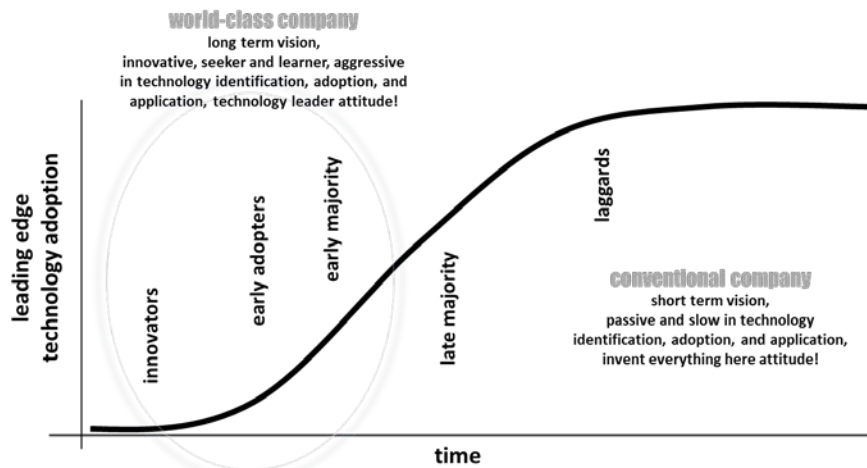 world-class company
long term vision,
innovative, seeker and learner, aggressive
in technology identification, adoption, and
application, technology leader attitude!
leading edge
technology adoption
innovators
early adopters
early majority
late majority
laggards
conventional company
short term vision,
passive and slow in technology
identification, adoption, and application,
invent everything here attitude!
time